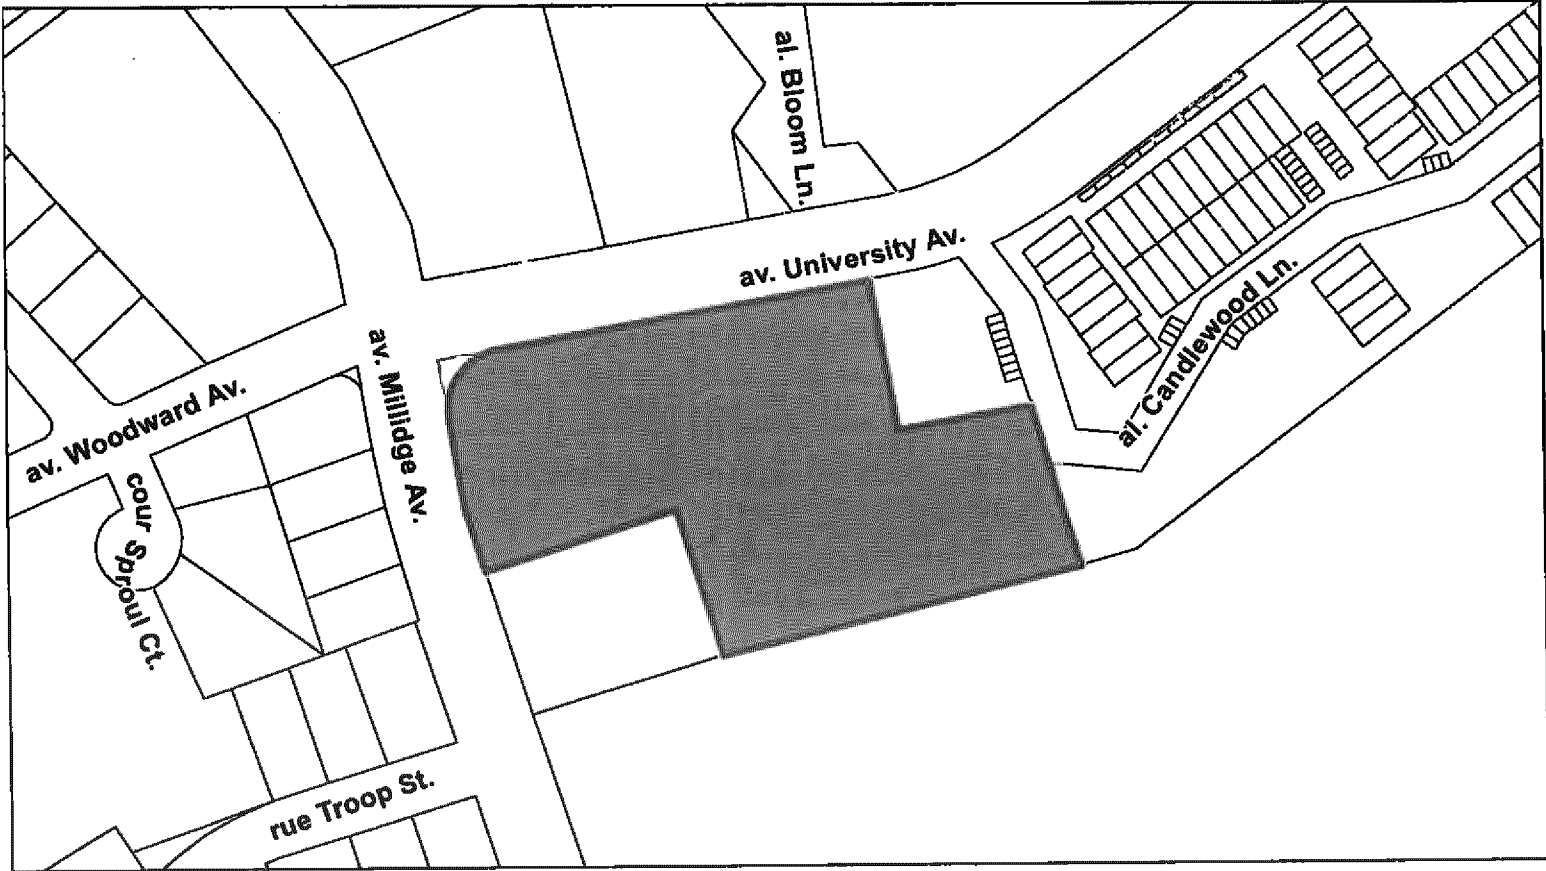 al. Bloom Ln.
av. University Av.
al. Candlewood Ln.
av. Millidge Av.
av. Woodward Av.
cour Sproul Ct.
rue Troop St.